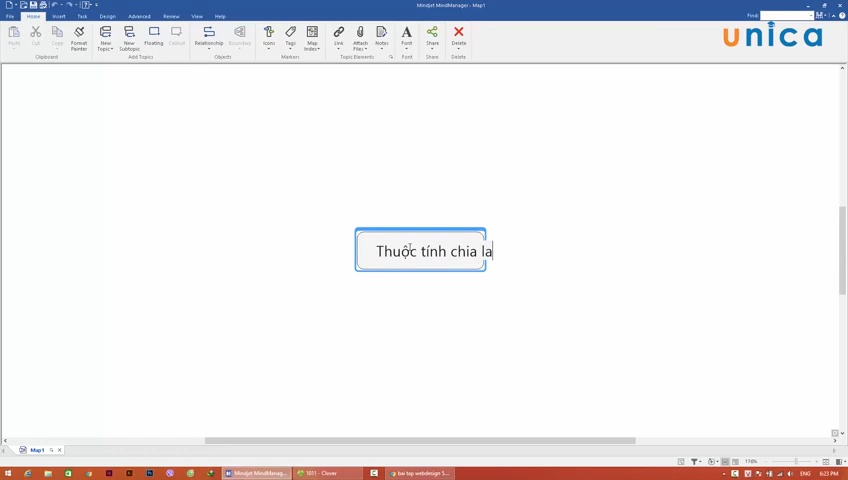 Mindjet MindManager - Map1
File Home Insert Task Design Advanced Review View Help
Find:
unica
Paste Cut Copy Format Painter New Topic New Subtopic Floating Callout Relationship Boundary Icons Tags Map Index Link Attach Files Notes Font Share Delete
Clipboard Add Topics Objects Markers Topic Elements Font Share Delete
Thuộc tính chia la
Map1
176%
Mindjet MindManag... 1011 - Clover bai tap webdesign S... ENG 6:23 PM